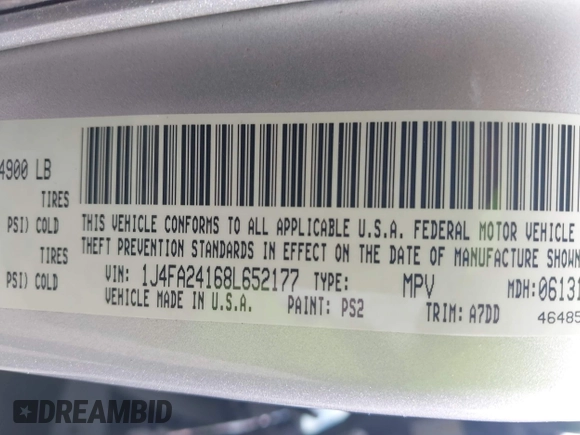 4900 LB
TIRES
PSI) COLD
TIRES
PSI) COLD
THIS VEHICLE CONFORMS TO ALL APPLICABLE U.S.A. FEDERAL MOTOR VEHICLE
THEFT PREVENTION STANDARDS IN EFFECT ON THE DATE OF MANUFACTURE SHOWN
VIN: 1J4FA24168L652177 TYPE: MPV MDH: 06131
VEHICLE MADE IN U.S.A. PAINT: PS2 TRIM: A7DD
46485
DREAMBID